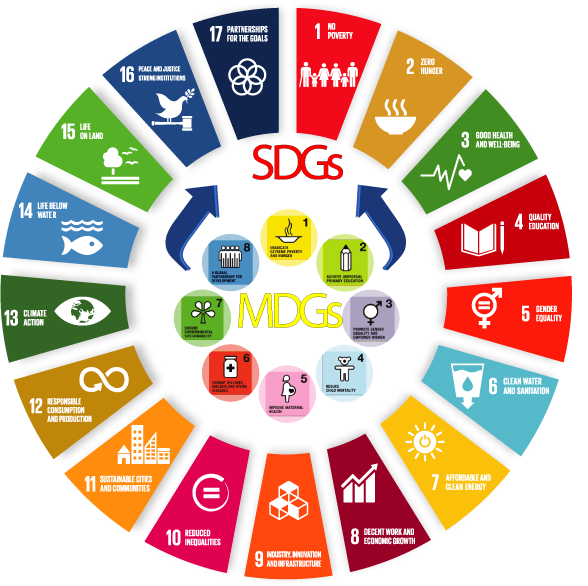 1 NO
POVERTY
2 ZERO
HUNGER
3 GOOD HEALTH
AND WELL-BEING
4 QUALITY
EDUCATION
5 GENDER
EQUALITY
6 CLEAN WATER
AND SANITATION
7 AFFORDABLE AND
CLEAN ENERGY
8 DECENT WORK AND
ECONOMIC GROWTH
9 INDUSTRY, INNOVATION
AND INFRASTRUCTURE
10 REDUCED
INEQUALITIES
11 SUSTAINABLE CITIES
AND COMMUNITIES
12 RESPONSIBLE
CONSUMPTION
AND PRODUCTION
13 CLIMATE
ACTION
14 LIFE BELOW
WATER
15 LIFE
ON LAND
16 PEACE AND JUSTICE
STRONG INSTITUTIONS
17 PARTNERSHIPS
FOR THE GOALS
SDGs
MDGs
1
ERADICATE
EXTREME POVERTY
AND HUNGER
2
ACHIEVE UNIVERSAL
PRIMARY EDUCATION
3
PROMOTE GENDER
EQUALITY AND
EMPOWER WOMEN
4
REDUCE
CHILD MORTALITY
5
IMPROVE MATERNAL
HEALTH
6
COMBAT HIV/AIDS,
MALARIA AND OTHER
DISEASES
7
ENSURE
ENVIRONMENTAL
SUSTAINABILITY
8
A GLOBAL
PARTNERSHIP FOR
DEVELOPMENT